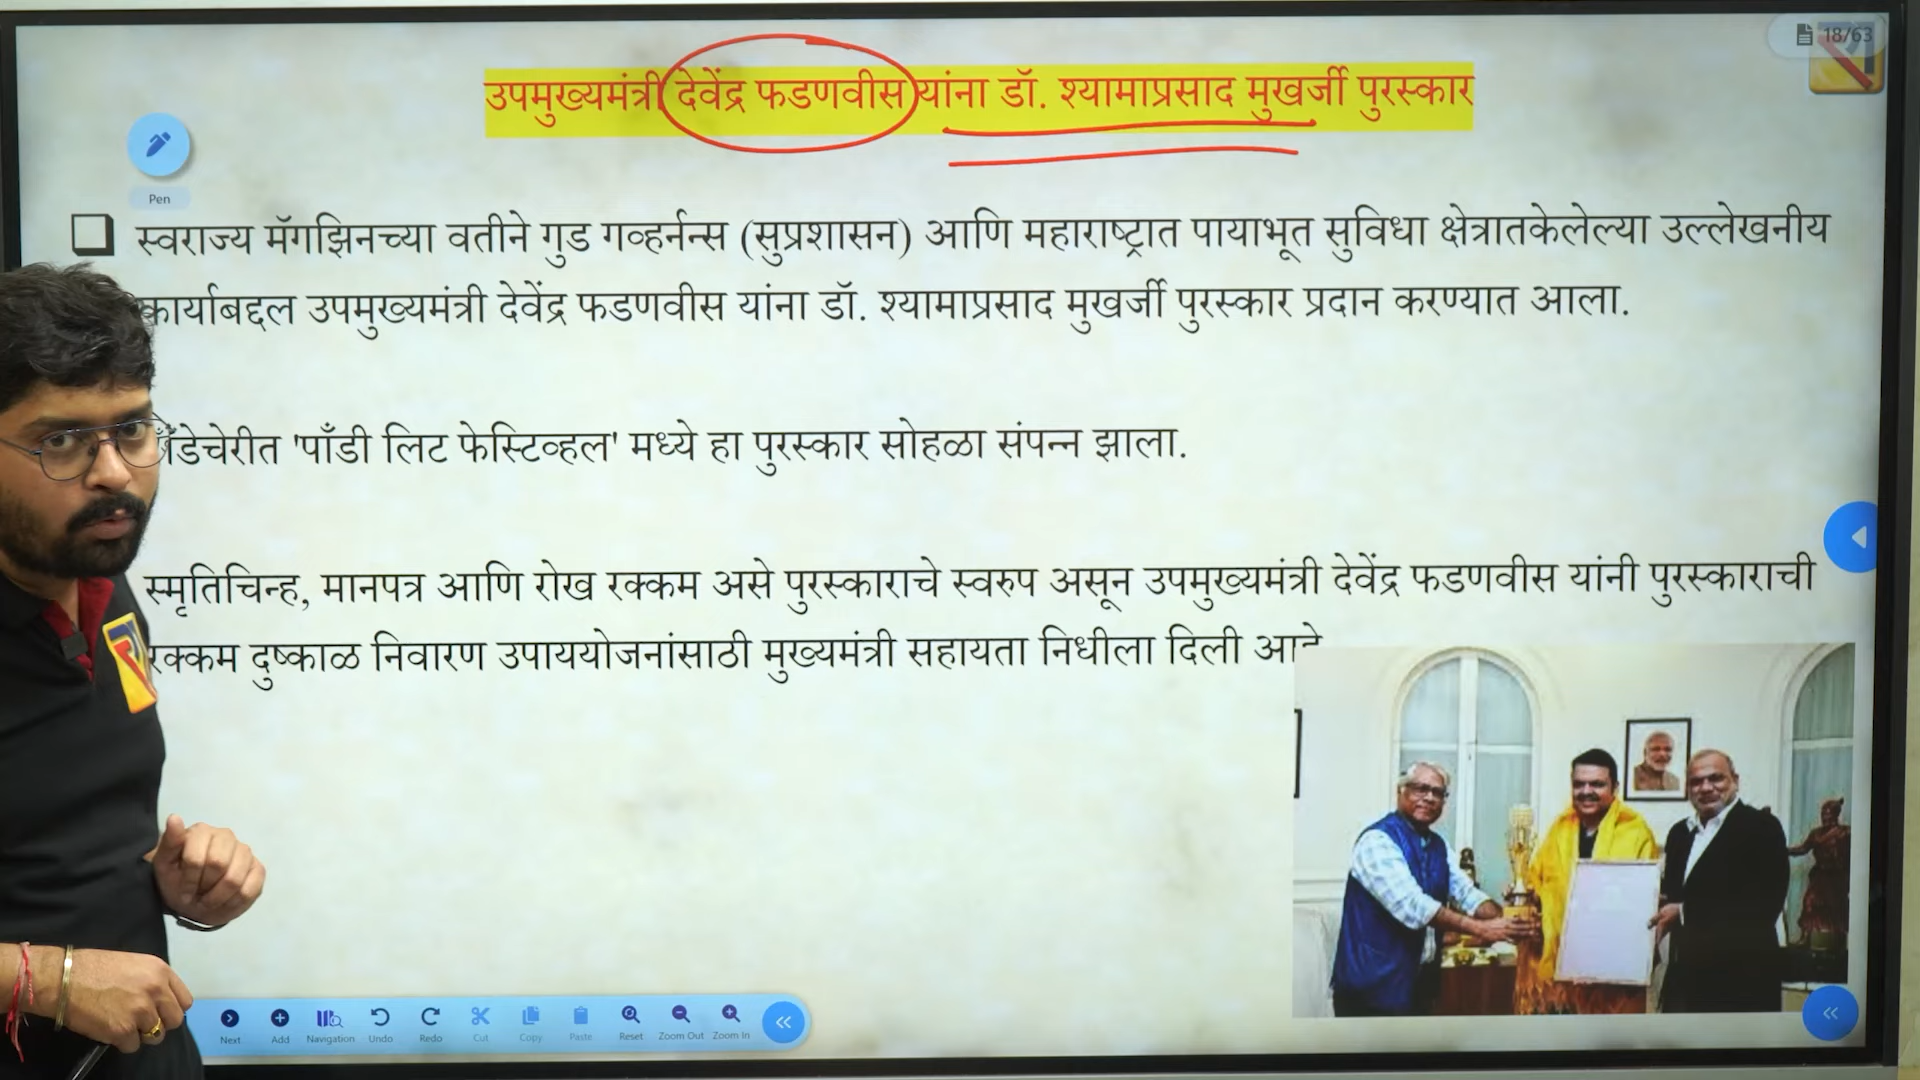 18/63
उपमुख्यमंत्री देवेंद्र फडणवीस यांना डॉ. श्यामाप्रसाद मुखर्जी पुरस्कार
Pen
स्वराज्य मॅगझिनच्या वतीने गुड गव्हर्नन्स (सुप्रशासन) आणि महाराष्ट्रात पायाभूत सुविधा क्षेत्रातकेलेल्या उल्लेखनीय
कार्याबद्दल उपमुख्यमंत्री देवेंद्र फडणवीस यांना डॉ. श्यामाप्रसाद मुखर्जी पुरस्कार प्रदान करण्यात आला.
'पाँडी लिट फेस्टिव्हल' मध्ये हा पुरस्कार सोहळा संपन्न झाला.
स्मृतिचिन्ह, मानपत्र आणि रोख रक्कम असे पुरस्काराचे स्वरुप असून उपमुख्यमंत्री देवेंद्र फडणवीस यांनी पुरस्काराची
रक्कम दुष्काळ निवारण उपाययोजनांसाठी मुख्यमंत्री सहायता निधीला दिली
Next Add Navigation Undo Redo Cut Copy Paste Reset Zoom Out Zoom In